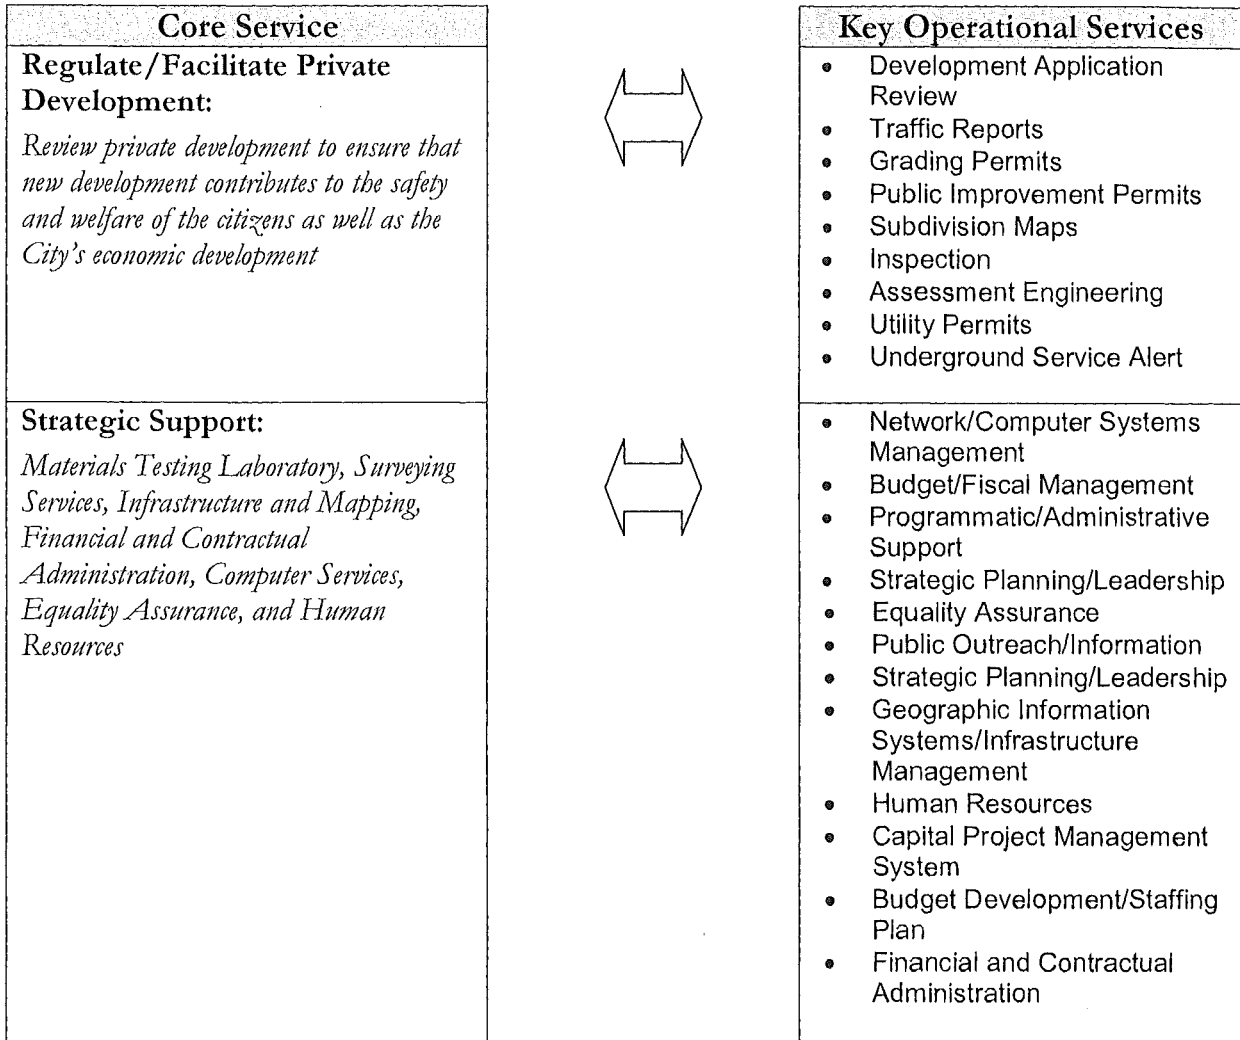 Core Service
Regulate/Facilitate Private
Development:
Review private development to ensure that
new development contributes to the safety
and welfare of the citizens as well as the
City's economic development
Key Operational Services
• Development Application
Review
• Traffic Reports
• Grading Permits
• Public Improvement Permits
• Subdivision Maps
• Inspection
• Assessment Engineering
• Utility Permits
• Underground Service Alert
Strategic Support:
Materials Testing Laboratory, Surveying
Services, Infrastructure and Mapping,
Financial and Contractual
Administration, Computer Services,
Equality Assurance, and Human
Resources
• Network/Computer Systems
Management
• Budget/Fiscal Management
• Programmatic/Administrative
Support
• Strategic Planning/Leadership
• Equality Assurance
• Public Outreach/Information
• Strategic Planning/Leadership
• Geographic Information
Systems/Infrastructure
Management
• Human Resources
• Capital Project Management
System
• Budget Development/Staffing
Plan
• Financial and Contractual
Administration